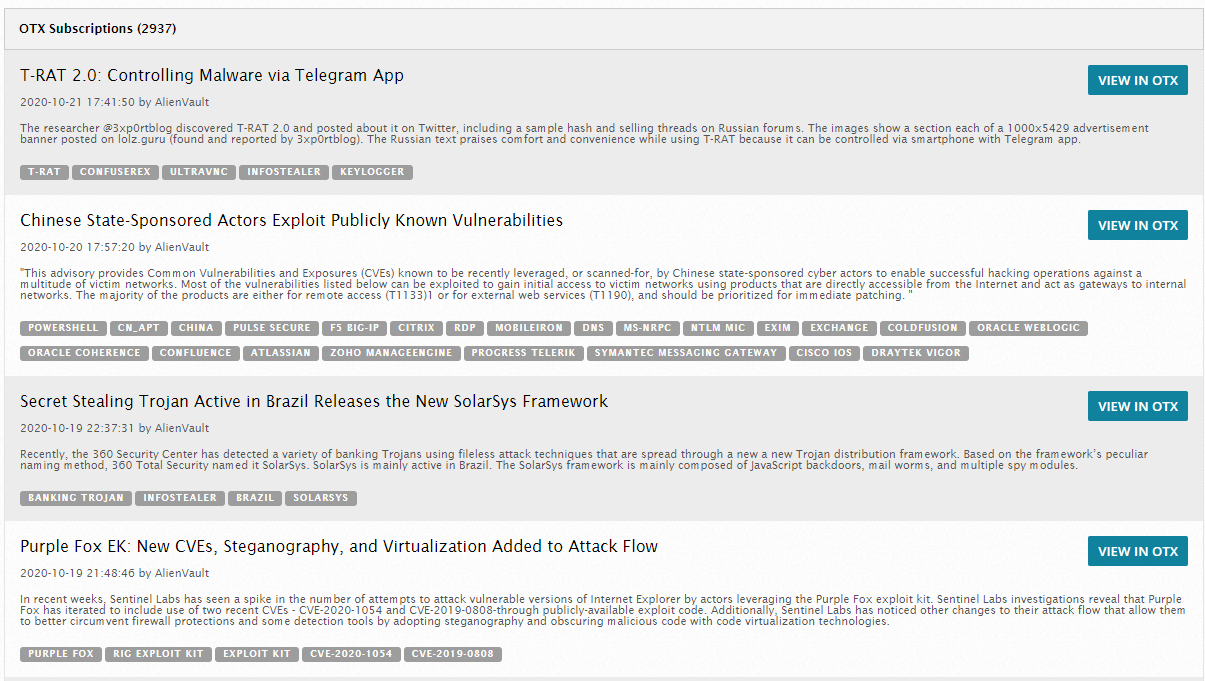 OTX Subscriptions (2937)
T-RAT 2.0: Controlling Malware via Telegram App
VIEW IN OTX
2020-10-21 17:41:50 by AlienVault
The researcher @3xp0rtblog discovered T-RAT 2.0 and posted about it on Twitter, including a sample hash and selling threads on Russian forums. The images show a section each of a 1000x5429 advertisement
banner posted on lolz.guru (found and reported by 3xp0rtblog). The Russian text praises comfort and convenience while using T-RAT because it can be controlled via smartphone with Telegram app.
T-RAT CONFUSEREX ULTRAVNC INFOSTEALER KEYLOGGER
Chinese State-Sponsored Actors Exploit Publicly Known Vulnerabilities
VIEW IN OTX
2020-10-20 17:57:20 by AlienVault
"This advisory provides Common Vulnerabilities and Exposures (CVEs) known to be recently leveraged, or scanned-for, by Chinese state-sponsored cyber actors to enable successful hacking operations against a
multitude of victim networks. Most of the vulnerabilities listed below can be exploited to gain initial access to victim networks using products that are directly accessible from the Internet and act as gateways to internal
networks. The majority of the products are either for remote access (T1133)1 or for external web services (T1190), and should be prioritized for immediate patching. "
POWERSHELL CN_APT CHINA PULSE SECURE F5 BIG-IP CITRIX RDP MOBILEIRON DNS MS-NRPC NTLM MIC EXIM EXCHANGE COLDFUSION ORACLE WEBLOGIC
ORACLE COHERENCE CONFLUENCE ATLASSIAN ZOHO MANAGEENGINE PROGRESS TELERIK SYMANTEC MESSAGING GATEWAY CISCO IOS DRAYTEK VIGOR
Secret Stealing Trojan Active in Brazil Releases the New SolarSys Framework
VIEW IN OTX
2020-10-19 22:37:31 by AlienVault
Recently, the 360 Security Center has detected a variety of banking Trojans using fileless attack techniques that are spread through a new a new Trojan distribution framework. Based on the framework's peculiar
naming method, 360 Total Security named it SolarSys. SolarSys is mainly active in Brazil. The SolarSys framework is mainly composed of JavaScript backdoors, mail worms, and multiple spy modules.
BANKING TROJAN INFOSTEALER BRAZIL SOLARSYS
Purple Fox EK: New CVEs, Steganography, and Virtualization Added to Attack Flow
VIEW IN OTX
2020-10-19 21:48:46 by AlienVault
In recent weeks, Sentinel Labs has seen a spike in the number of attempts to attack vulnerable versions of Internet Explorer by actors leveraging the Purple Fox exploit kit. Sentinel Labs investigations reveal that Purple
Fox has iterated to include use of two recent CVEs - CVE-2020-1054 and CVE-2019-0808-through publicly-available exploit code. Additionally, Sentinel Labs has noticed other changes to their attack flow that allow them
to better circumvent firewall protections and some detection tools by adopting steganography and obscuring malicious code with code virtualization technologies.
PURPLE FOX RIG EXPLOIT KIT EXPLOIT KIT CVE-2020-1054 CVE-2019-0808